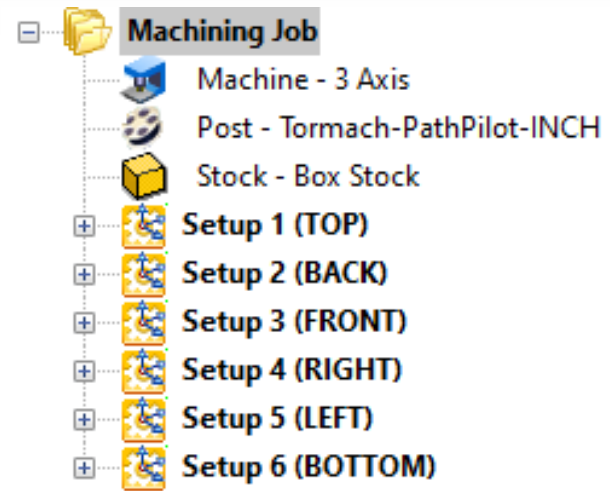 Machining Job
Machine - 3 Axis
Post - Tormach-PathPilot-INCH
Stock - Box Stock
Setup 1 (TOP)
Setup 2 (BACK)
Setup 3 (FRONT)
Setup 4 (RIGHT)
Setup 5 (LEFT)
Setup 6 (BOTTOM)